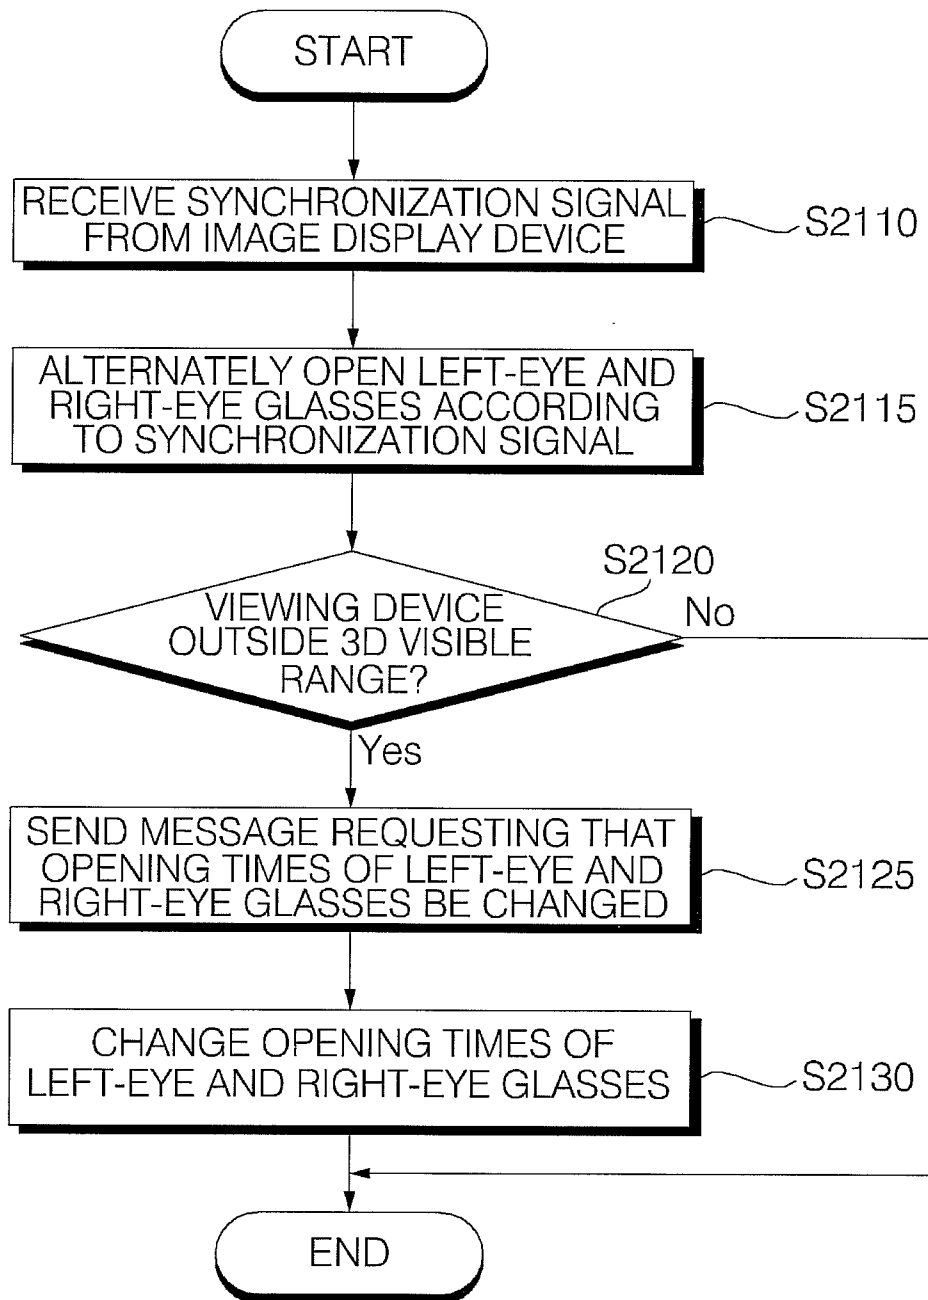 START
RECEIVE SYNCHRONIZATION SIGNAL
FROM IMAGE DISPLAY DEVICE
S2110
ALTERNATELY OPEN LEFT-EYE AND
RIGHT-EYE GLASSES ACCORDING
TO SYNCHRONIZATION SIGNAL
S2115
S2120
VIEWING DEVICE
OUTSIDE 3D VISIBLE
RANGE?
No
Yes
SEND MESSAGE REQUESTING THAT
OPENING TIMES OF LEFT-EYE AND
RIGHT-EYE GLASSES BE CHANGED
S2125
CHANGE OPENING TIMES OF
LEFT-EYE AND RIGHT-EYE GLASSES
S2130
END